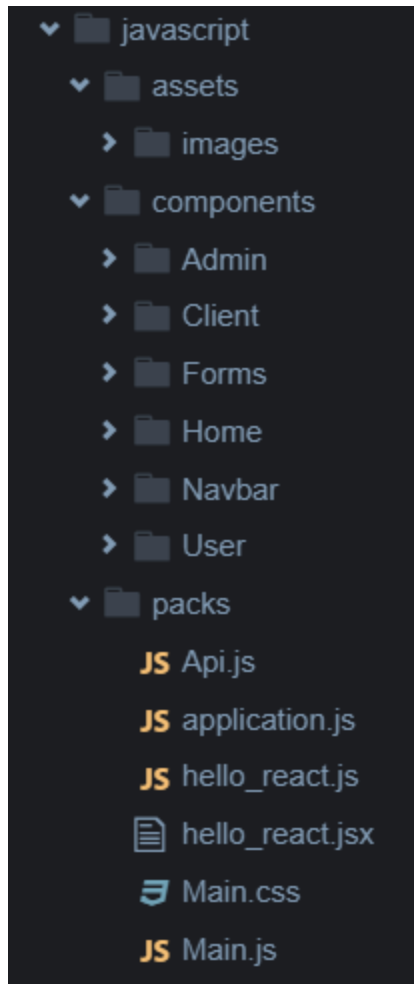 javascript
assets
images
components
Admin
Client
Forms
Home
Navbar
User
packs
JS Api.js
JS application.js
JS hello_react.js
hello_react.jsx
Main.css
JS Main.js